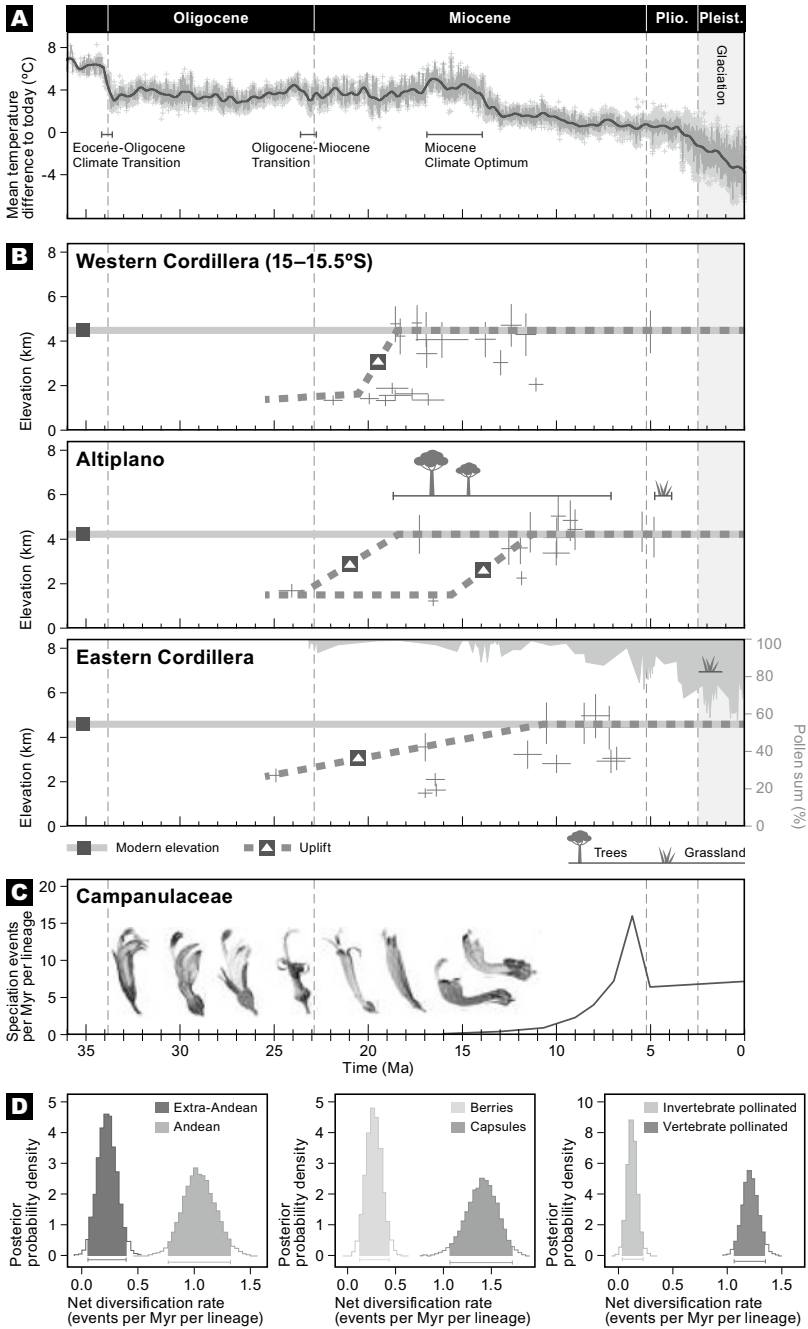 A
Oligocene Miocene Plio. Pleist.
8
4
0
-4
Mean temperature
difference to today (ºC)
Glaciation
Eocene-Oligocene
Climate Transition
Oligocene-Miocene
Transition
Miocene
Climate Optimum
B
Western Cordillera (15–15.5ºS)
8
6
4
2
0
Elevation (km)
Altiplano
8
6
4
2
0
Elevation (km)
Eastern Cordillera
8
6
4
2
0
Elevation (km)
100
80
60
40
20
0
Pollen sum (%)
Modern elevation Uplift Trees Grassland
C
Campanulaceae
20
15
10
5
0
Speciation events
per Myr per lineage
35 30 25 20 15 10 5 0
Time (Ma)
D
5
4
3
2
1
0
Posterior
probability density
Extra-Andean
Andean
0.0 0.5 1.0 1.5
Net diversification rate
(events per Myr per lineage)
5
4
3
2
1
0
Posterior
probability density
Berries
Capsules
0.0 0.5 1.0 1.5
Net diversification rate
(events per Myr per lineage)
10
8
6
4
2
0
Posterior
probability density
Invertebrate pollinated
Vertebrate pollinated
0.0 0.5 1.0 1.5
Net diversification rate
(events per Myr per lineage)